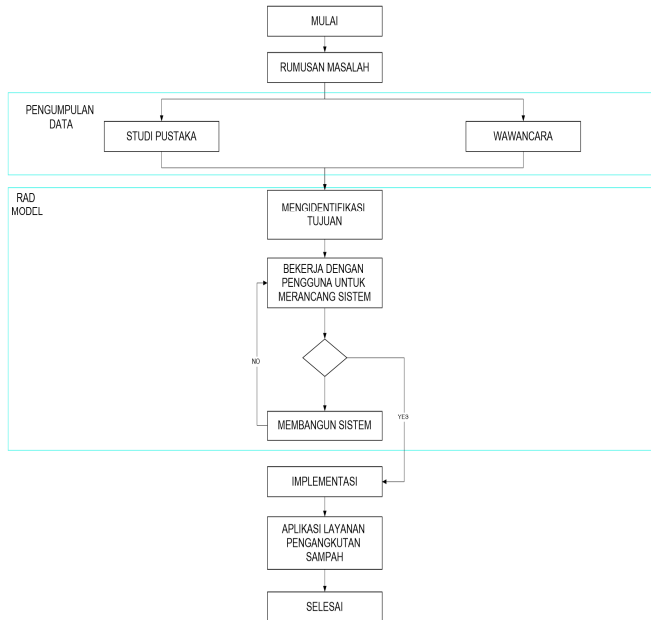 MULAI
RUMUSAN MASALAH
PENGUMPULAN
DATA
STUDI PUSTAKA
WAWANCARA
RAD
MODEL
MENGIDENTIFIKASI
TUJUAN
BEKERJA DENGAN
PENGGUNA UNTUK
MERANCANG SISTEM
NO
YES
MEMBANGUN SISTEM
IMPLEMENTASI
APLIKASI LAYANAN
PENGANGKUTAN
SAMPAH
SELESAI